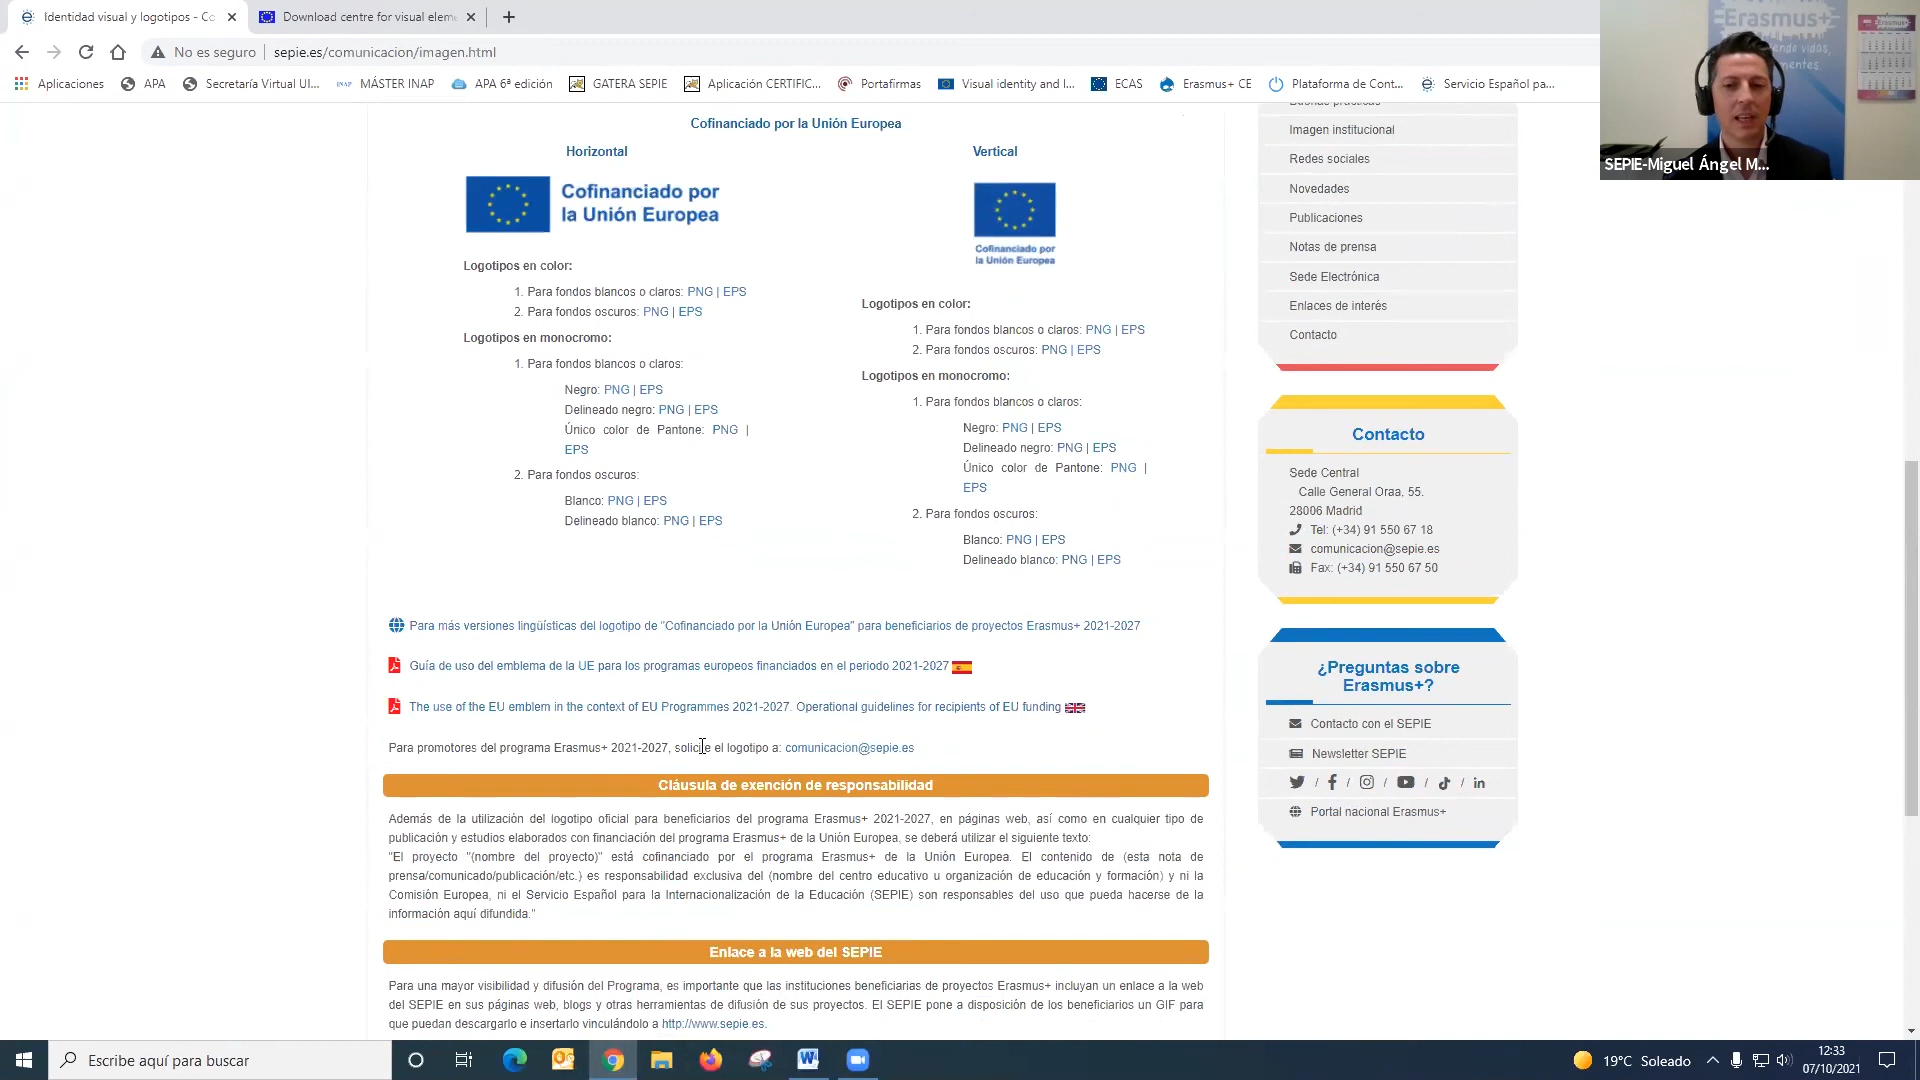 Identidad visual y logotipos - Co
Download centre for visual elem
No es seguro
sepie.es/comunicacion/imagen.html
Aplicaciones
APA
Secretaría Virtual UI...
INAP MÁSTER INAP
APA 6ª edición
GATERA SEPIE
Aplicación CERTIFIC...
Portafirmas
Visual identity and l...
ECAS
Erasmus+ CE
Plataforma de Cont...
Servicio Español pa...
Erasmus+
SEPIE-Miguel Ángel M...
Cofinanciado por la Unión Europea
Horizontal
Cofinanciado por
la Unión Europea
Logotipos en color:
1. Para fondos blancos o claros: PNG | EPS
2. Para fondos oscuros: PNG | EPS
Logotipos en monocromo:
1. Para fondos blancos o claros:
Negro: PNG | EPS
Delineado negro: PNG | EPS
Único color de Pantone: PNG |
EPS
2. Para fondos oscuros:
Blanco: PNG | EPS
Delineado blanco: PNG | EPS
Vertical
Cofinanciado por
la Unión Europea
Logotipos en color:
1. Para fondos blancos o claros: PNG | EPS
2. Para fondos oscuros: PNG | EPS
Logotipos en monocromo:
1. Para fondos blancos o claros:
Negro: PNG | EPS
Delineado negro: PNG | EPS
Único color de Pantone: PNG |
EPS
2. Para fondos oscuros:
Blanco: PNG | EPS
Delineado blanco: PNG | EPS
Para más versiones lingüísticas del logotipo de "Cofinanciado por la Unión Europea" para beneficiarios de proyectos Erasmus+ 2021-2027
Guía de uso del emblema de la UE para los programas europeos financiados en el periodo 2021-2027
The use of the EU emblem in the context of EU Programmes 2021-2027. Operational guidelines for recipients of EU funding
Para promotores del programa Erasmus+ 2021-2027, solicite el logotipo a: comunicacion@sepie.es
Cláusula de exención de responsabilidad
Además de la utilización del logotipo oficial para beneficiarios del programa Erasmus+ 2021-2027, en páginas web, así como en cualquier tipo de
publicación y estudios elaborados con financiación del programa Erasmus+ de la Unión Europea, se deberá utilizar el siguiente texto:
"El proyecto "(nombre del proyecto)" está cofinanciado por el programa Erasmus+ de la Unión Europea. El contenido de (esta nota de
prensa/comunicado/publicación/etc.) es responsabilidad exclusiva del (nombre del centro educativo u organización de educación y formación) y ni la
Comisión Europea, ni el Servicio Español para la Internacionalización de la Educación (SEPIE) son responsables del uso que pueda hacerse de la
información aquí difundida."
Enlace a la web del SEPIE
Para una mayor visibilidad y difusión del Programa, es importante que las instituciones beneficiarias de proyectos Erasmus+ incluyan un enlace a la web
del SEPIE en sus páginas web, blogs y otras herramientas de difusión de sus proyectos. El SEPIE pone a disposición de los beneficiarios un GIF para
que puedan descargarlo e insertarlo vinculándolo a http://www.sepie.es.
Buenas prácticas
Imagen institucional
Redes sociales
Novedades
Publicaciones
Notas de prensa
Sede Electrónica
Enlaces de interés
Contacto
Contacto
Sede Central
Calle General Oraa, 55.
28006 Madrid
Tel: (+34) 91 550 67 18
comunicacion@sepie.es
Fax: (+34) 91 550 67 50
¿Preguntas sobre
Erasmus+?
Contacto con el SEPIE
Newsletter SEPIE
/ / / / /
Portal nacional Erasmus+
Escribe aquí para buscar
19°C Soleado
12:33
07/10/2021